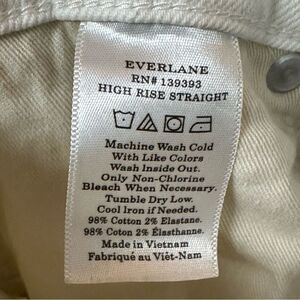 EVERLANE
RN# 139393
HIGH RISE STRAIGHT
Machine Wash Cold
With Like Colors
Wash Inside Out.
Only Non-Chlorine
Bleach When Necessary.
Tumble Dry Low.
Cool Iron if Needed.
98% Cotton 2% Elastane.
98% Coton 2% Élasthanne.
Made in Vietnam
Fabriqué au Viêt-Nam